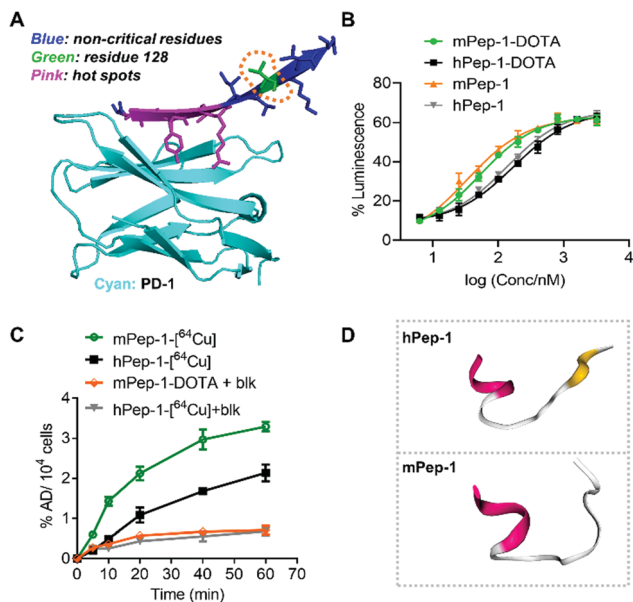 A
Blue: non-critical residues
Green: residue 128
Pink: hot spots
Cyan: PD-1
B
mPep-1-DOTA
hPep-1-DOTA
mPep-1
hPep-1
80
60
40
20
0
% Luminescence
1
2
3
4
log (Conc/nM)
C
mPep-1-[⁶⁴Cu]
hPep-1-[⁶⁴Cu]
mPep-1-DOTA + blk
hPep-1-[⁶⁴Cu]+blk
4
3
2
1
0
% AD/ 10⁴ cells
0 10 20 30 40 50 60 70
Time (min)
D
hPep-1
mPep-1